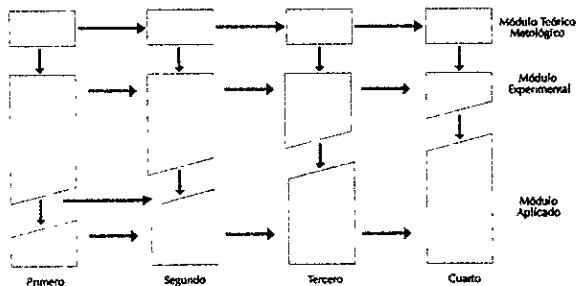 Módulo Teórico
Metológico
Módulo
Experimental
Módulo
Aplicado
Primero
Segundo
Tercero
Cuarto